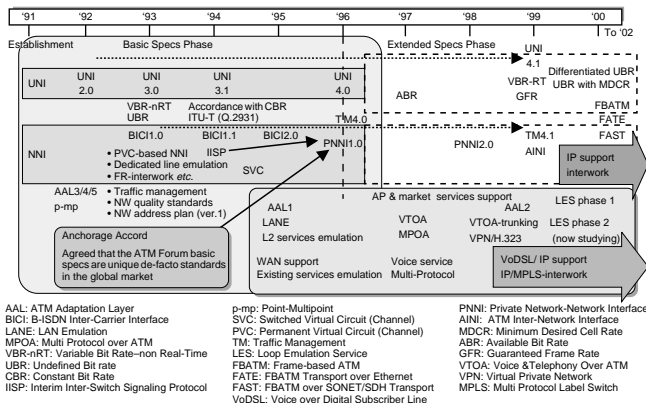 '91 '92 '93 '94 '95 '96 '97 '98 '99 '00
To '02
Establishment Basic Specs Phase Extended Specs Phase
UNI 4.1
UNI UNI 2.0 UNI 3.0 UNI 3.1 UNI 4.0
VBR-RT
GFR
ABR
Differentiated UBR
UBR with MDCR
FBATM
VBR-nRT
UBR
Accordance with CBR
ITU-T (Q.2931)
TM4.0
FATE
FAST
NNI
BICI1.0 BICI1.1 BICI2.0
PNNI1.0
PNNI2.0
TM4.1
AINI
• PVC-based NNI
• Dedicated line emulation
• FR-interwork etc.
IISP
SVC
IP support
interwork
AAL3/4/5
p-mp
• Traffic management
• NW quality standards
• NW address plan (ver.1)
AP & market services support
Anchorage Accord
Agreed that the ATM Forum basic
specs are unique de-facto standards
in the global market
AAL1
LANE
L2 services emulation
VTOA
MPOA
AAL2
VTOA-trunking
VPN/H.323
LES phase 1
LES phase 2
(now studying)
WAN support
Existing services emulation
Voice service
Multi-Protocol
VoDSL/ IP support
IP/MPLS-interwork
AAL: ATM Adaptation Layer
BICI: B-ISDN Inter-Carrier Interface
LANE: LAN Emulation
MPOA: Multi Protocol over ATM
VBR-nRT: Variable Bit Rate–non Real-Time
UBR: Undefined Bit rate
CBR: Constant Bit Rate
IISP: Interim Inter-Switch Signaling Protocol
p-mp: Point-Multipoint
SVC: Switched Virtual Circuit (Channel)
PVC: Permanent Virtual Circuit (Channel)
TM: Traffic Management
LES: Loop Emulation Service
FBATM: Frame-based ATM
FATE: FBATM Transport over Ethernet
FAST: FBATM over SONET/SDH Transport
VoDSL: Voice over Digital Subscriber Line
PNNI: Private Network-Network Interface
AINI: ATM Inter-Network Interface
MDCR: Minimum Desired Cell Rate
ABR: Available Bit Rate
GFR: Guaranteed Frame Rate
VTOA: Voice &Telephony Over ATM
VPN: Virtual Private Network
MPLS: Multi Protocol Label Switch